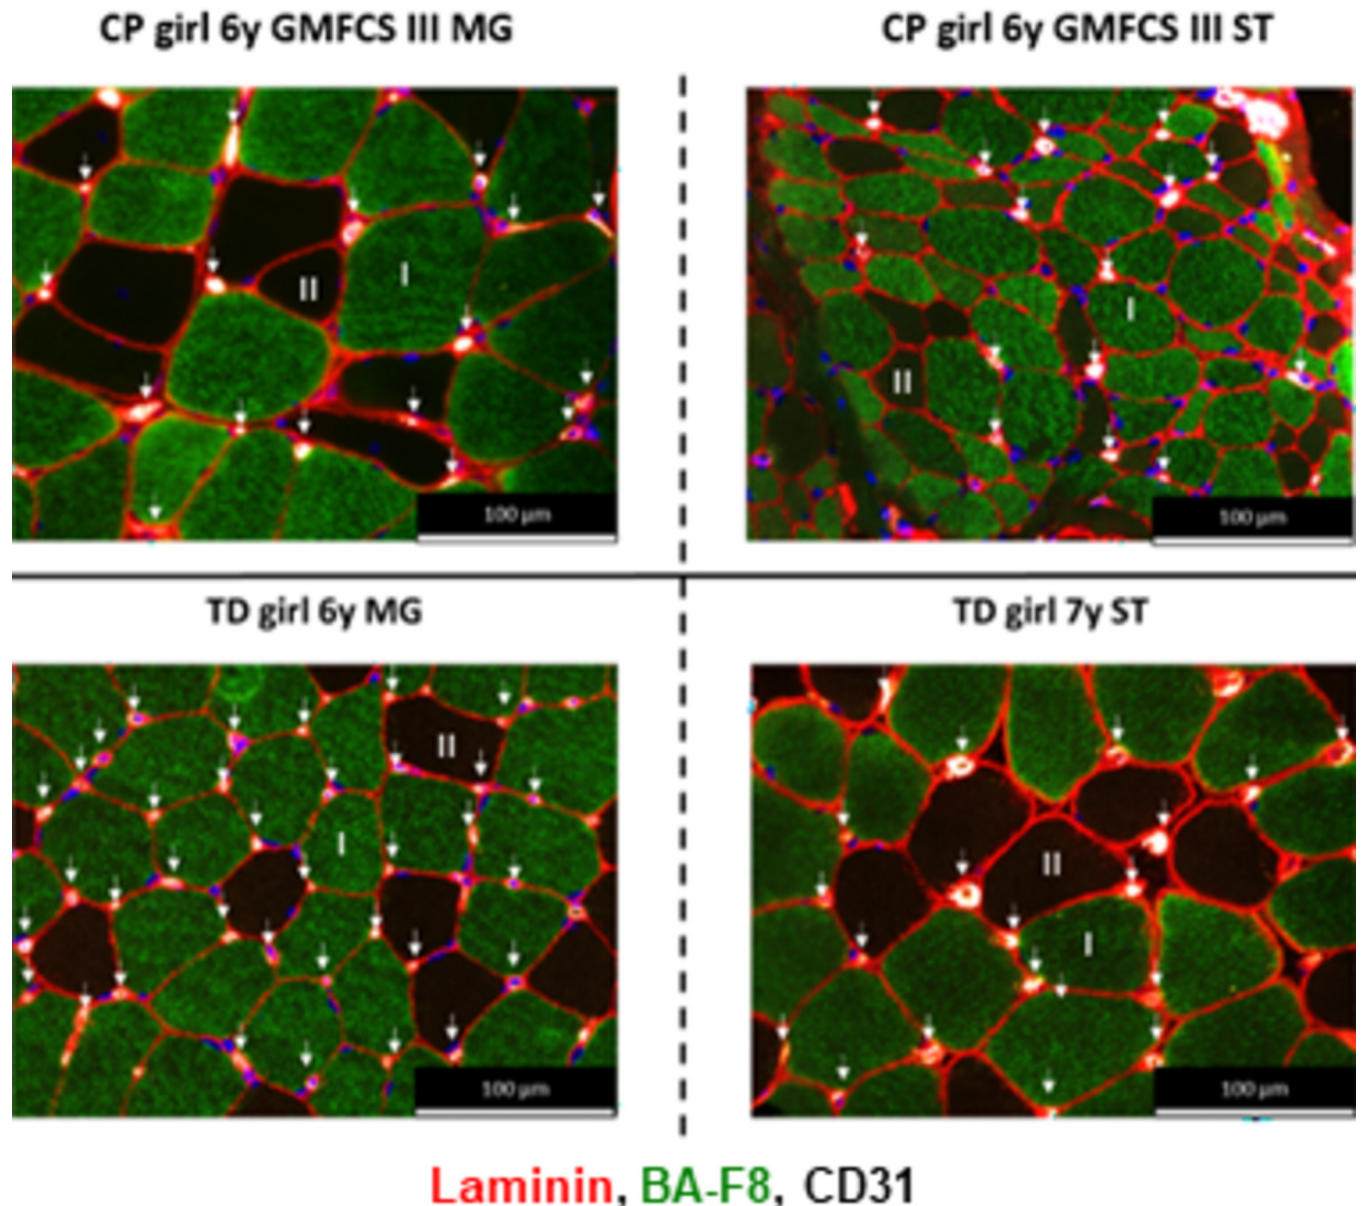 CP girl 6y GMFCS III MG
CP girl 6y GMFCS III ST
II
I
I
II
100 µm
100 µm
TD girl 6y MG
TD girl 7y ST
II
I
II
I
100 µm
100 µm
Laminin, BA-F8, CD31